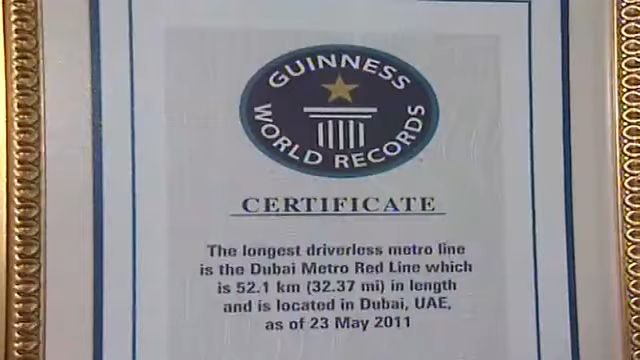 GUINNESS
WORLD RECORDS
CERTIFICATE
The longest driverless metro line
is the Dubai Metro Red Line which
is 52.1 km (32.37 mi) in length
and is located in Dubai, UAE,
as of 23 May 2011